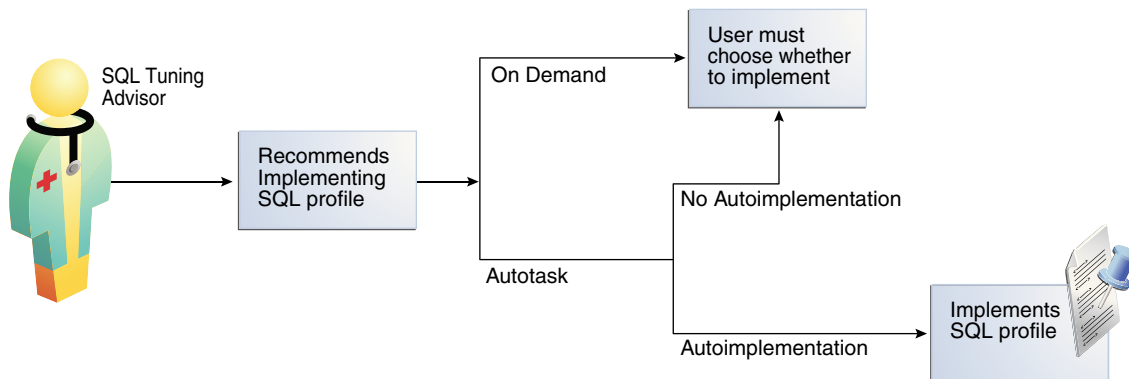 SQL Tuning
Advisor
Recommends
Implementing
SQL profile
On Demand
User must
choose whether
to implement
No Autoimplementation
Autotask
Autoimplementation
Implements
SQL profile